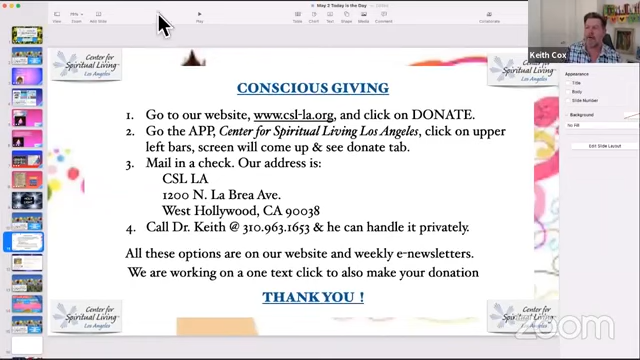 May 2 Today is the Day
View
Zoom
Add Slide
Play
Table
Chart
Text
Shape
Media
Comment
Collaborate
Keith Cox
Center for
Spiritual Living
Los Angeles
Center for
Spiritual Living
Los Angeles
CONSCIOUS GIVING
1. Go to our website, www.csl-la.org, and click on DONATE.
2. Go the APP, Center for Spiritual Living Los Angeles, click on upper
left bars, screen will come up & see donate tab.
3. Mail in a check. Our address is:
CSL LA
1200 N. La Brea Ave.
West Hollywood, CA 90038
4. Call Dr. Keith @ 310.963.1653 & he can handle it privately.
All these options are on our website and weekly e-newsletters.
We are working on a one text click to also make your donation
THANK YOU !
Center for
Spiritual Living
Los Angeles
Center for
Spiritual Living
Los Angeles
Appearance
Title
Body
Slide Number
Background
No Fill
Edit Slide Layout
zoom